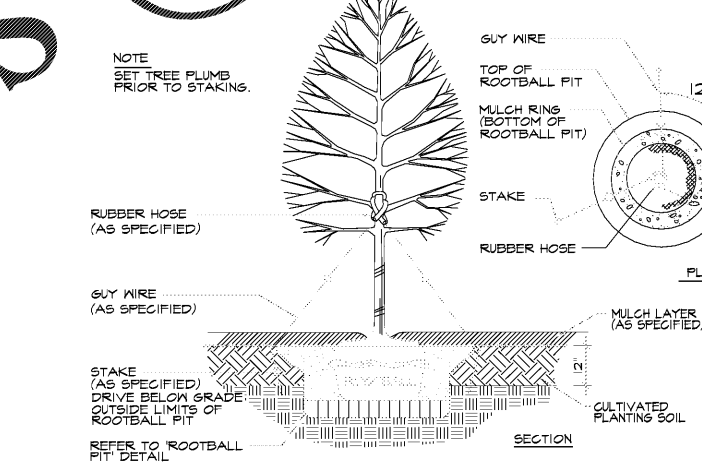 NOTE
SET TREE PLUMB
PRIOR TO STAKING.
RUBBER HOSE
(AS SPECIFIED)
GUY WIRE
(AS SPECIFIED)
STAKE
(AS SPECIFIED)
DRIVE BELOW GRADE
OUTSIDE LIMITS OF
ROOTBALL PIT
REFER TO 'ROOTBALL
PIT' DETAIL
GUY WIRE
TOP OF
ROOTBALL PIT
MULCH RING
(BOTTOM OF
ROOTBALL PIT)
STAKE
RUBBER HOSE
12
PL
MULCH LAYER
(AS SPECIFIED)
12"
CULTIVATED
PLANTING SOIL
SECTION